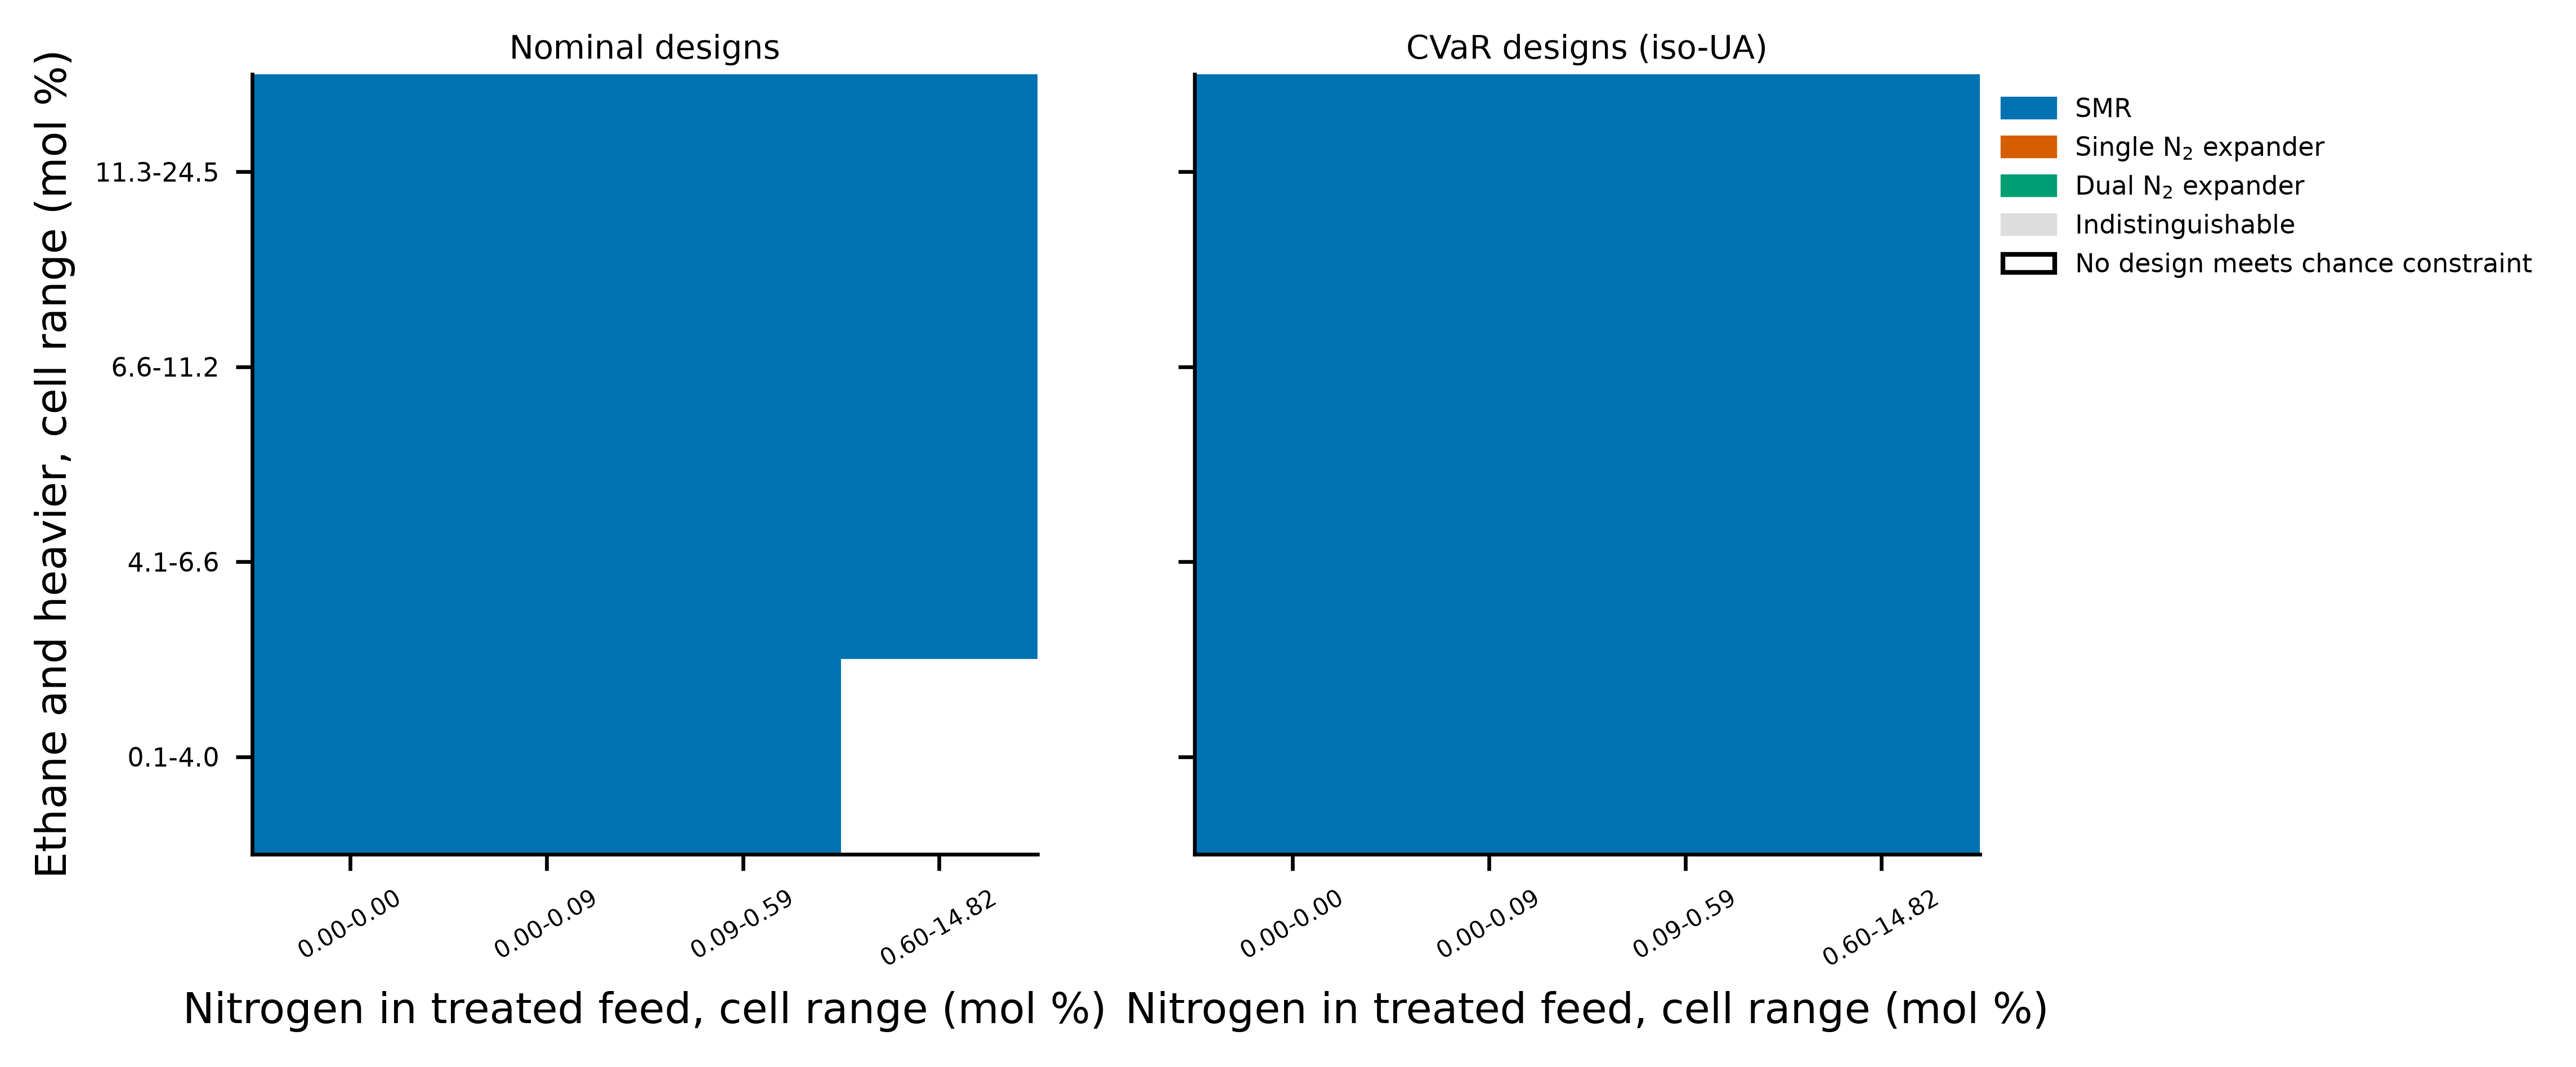 Nominal designs
CVaR designs (iso-UA)
Ethane and heavier, cell range (mol %)
11.3-24.5
6.6-11.2
4.1-6.6
0.1-4.0
0.00-0.00
0.00-0.09
0.09-0.59
0.60-14.82
0.00-0.00
0.00-0.09
0.09-0.59
0.60-14.82
Nitrogen in treated feed, cell range (mol %)
Nitrogen in treated feed, cell range (mol %)
SMR
Single N₂ expander
Dual N₂ expander
Indistinguishable
No design meets chance constraint